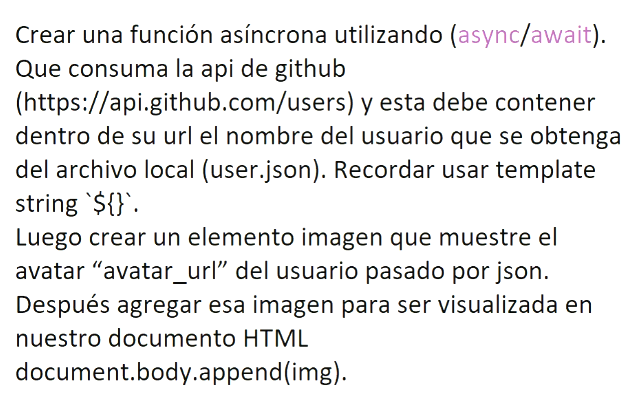 Crear una función asíncrona utilizando (async/await).
Que consuma la api de github
(https://api.github.com/users) y esta debe contener
dentro de su url el nombre del usuario que se obtenga
del archivo local (user.json). Recordar usar template
string `${}`.
Luego crear un elemento imagen que muestre el
avatar “avatar_url” del usuario pasado por json.
Después agregar esa imagen para ser visualizada en
nuestro documento HTML
document.body.append(img).